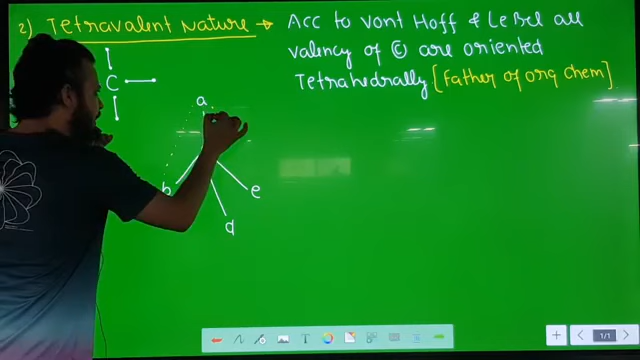 2) Tetravalent Nature → Acc to Vont Hoff & Le Bel all
valency of © are oriented
Tetrahedrally [Father of org Chem]
C
a
b
e
d
1/1